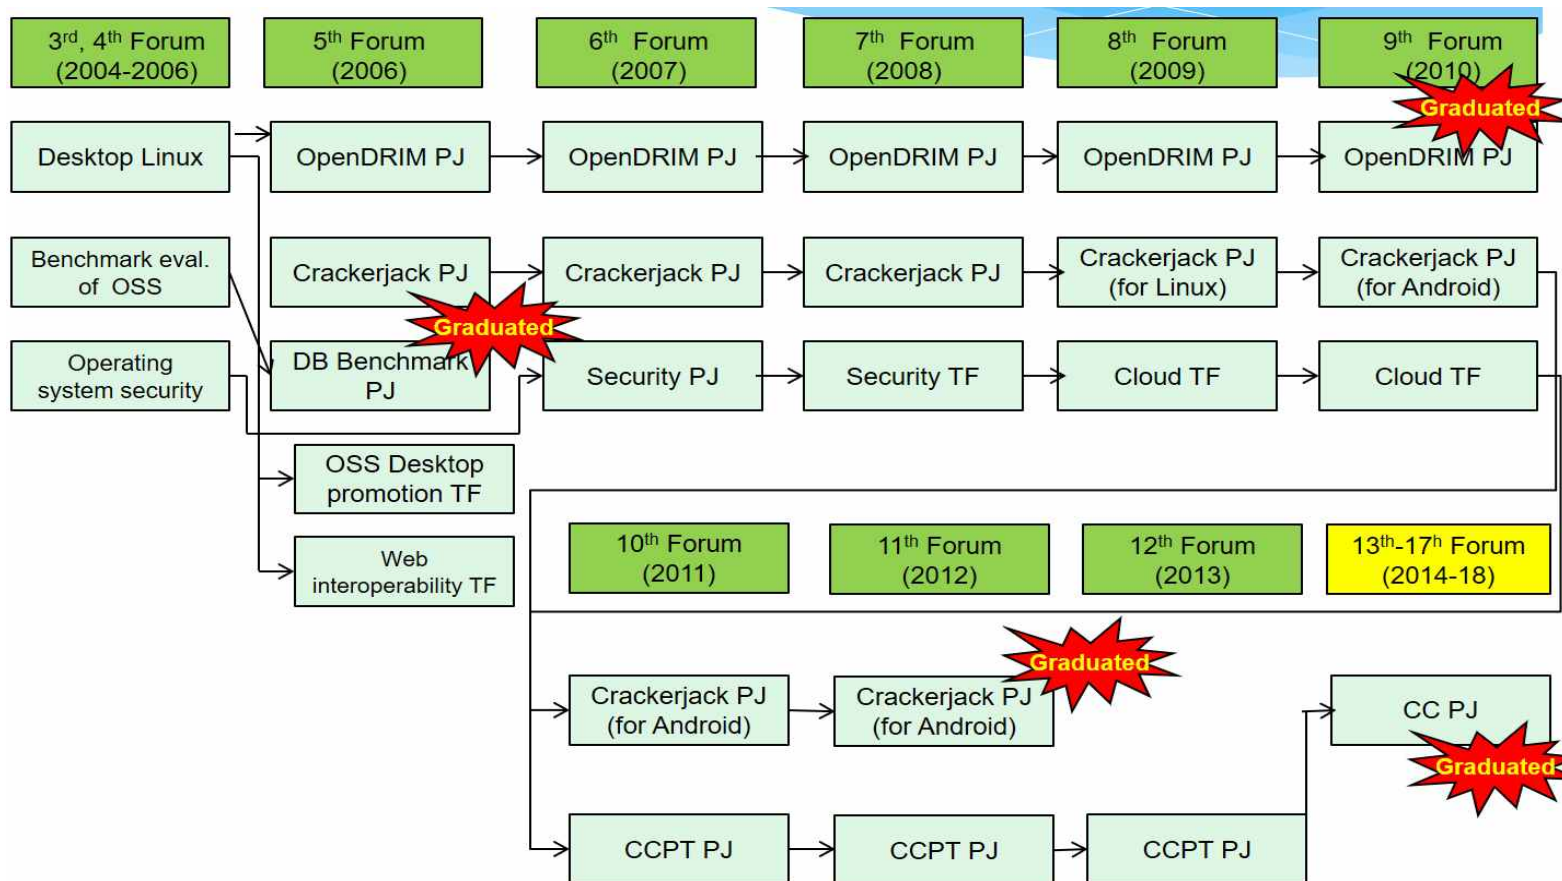 3rd, 4th Forum
(2004-2006)
5th Forum
(2006)
6th Forum
(2007)
7th Forum
(2008)
8th Forum
(2009)
9th Forum
(2010)
Graduated
Desktop Linux
OpenDRIM PJ
OpenDRIM PJ
OpenDRIM PJ
OpenDRIM PJ
OpenDRIM PJ
Benchmark eval.
of OSS
Crackerjack PJ
Crackerjack PJ
Crackerjack PJ
Crackerjack PJ
(for Linux)
Crackerjack PJ
(for Android)
Graduated
Operating
system security
DB Benchmark
PJ
Security PJ
Security TF
Cloud TF
Cloud TF
OSS Desktop
promotion TF
Web
interoperability TF
10th Forum
(2011)
11th Forum
(2012)
12th Forum
(2013)
13th-17h Forum
(2014-18)
Graduated
Crackerjack PJ
(for Android)
Crackerjack PJ
(for Android)
CC PJ
Graduated
CCPT PJ
CCPT PJ
CCPT PJ